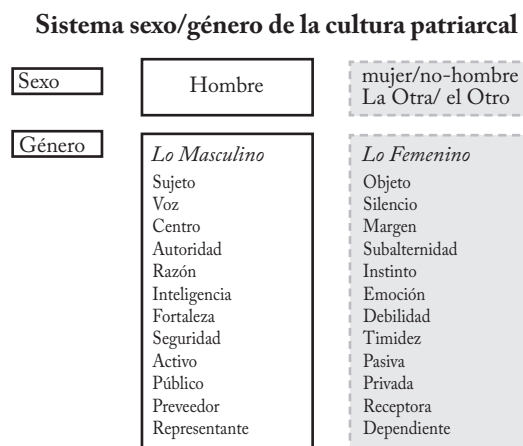 Sistema sexo/género de la cultura patriarcal
Sexo
Hombre
mujer/no-hombre
La Otra/ el Otro
Género
Lo Masculino
Sujeto
Voz
Centro
Autoridad
Razón
Inteligencia
Fortaleza
Seguridad
Activo
Público
Preveedor
Representante
Lo Femenino
Objeto
Silencio
Margen
Subalternidad
Instinto
Emoción
Debilidad
Timidez
Pasiva
Privada
Receptora
Dependiente